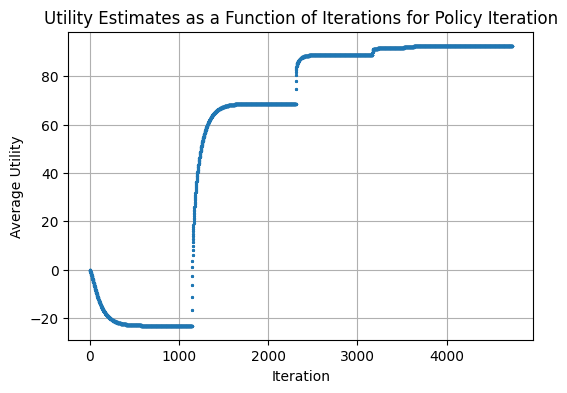 Utility Estimates as a Function of Iterations for Policy Iteration
Average Utility
80
60
40
20
0
−20
0 1000 2000 3000 4000
Iteration